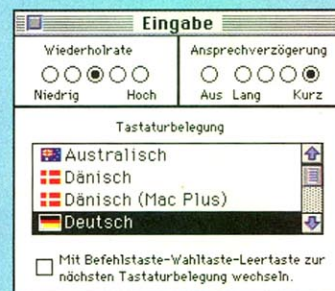 Eingabe
Wiederholrate
Ansprechverzögerung
Niedrig Hoch
Aus Lang Kurz
Tastaturbelegung
Australisch
Dänisch
Dänisch (Mac Plus)
Deutsch
Mit Befehlstaste-Wahltaste-Leertaste zur
nächsten Tastaturbelegung wechseln.